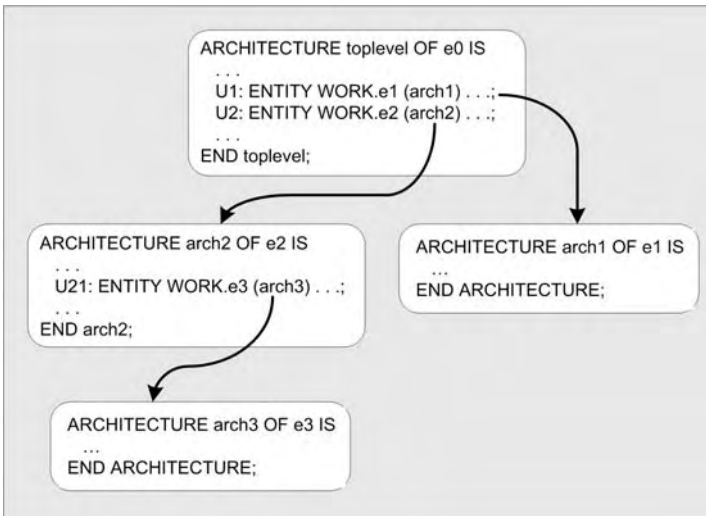 ARCHITECTURE toplevel OF e0 IS
. . .
U1: ENTITY WORK.e1 (arch1) . . .;
U2: ENTITY WORK.e2 (arch2) . . .;
. . .
END toplevel;
ARCHITECTURE arch2 OF e2 IS
. . .
U21: ENTITY WORK.e3 (arch3) . . .;
. . .
END arch2;
ARCHITECTURE arch1 OF e1 IS
...
END ARCHITECTURE;
ARCHITECTURE arch3 OF e3 IS
...
END ARCHITECTURE;